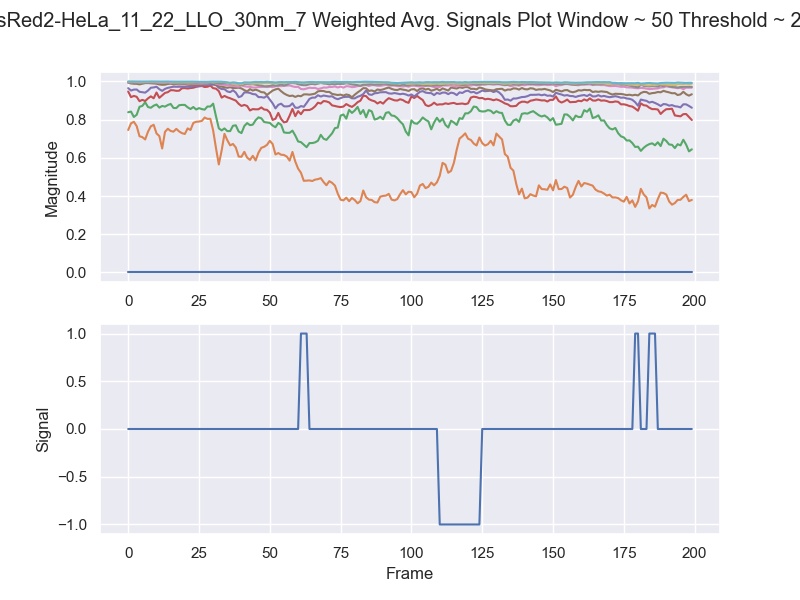 sRed2-HeLa_11_22_LLO_30nm_7 Weighted Avg. Signals Plot Window ~ 50 Threshold ~ 2
1.0
0.8
0.6
0.4
0.2
0.0
Magnitude
0 25 50 75 100 125 150 175 200
1.0
0.5
0.0
−0.5
−1.0
Signal
0 25 50 75 100 125 150 175 200
Frame